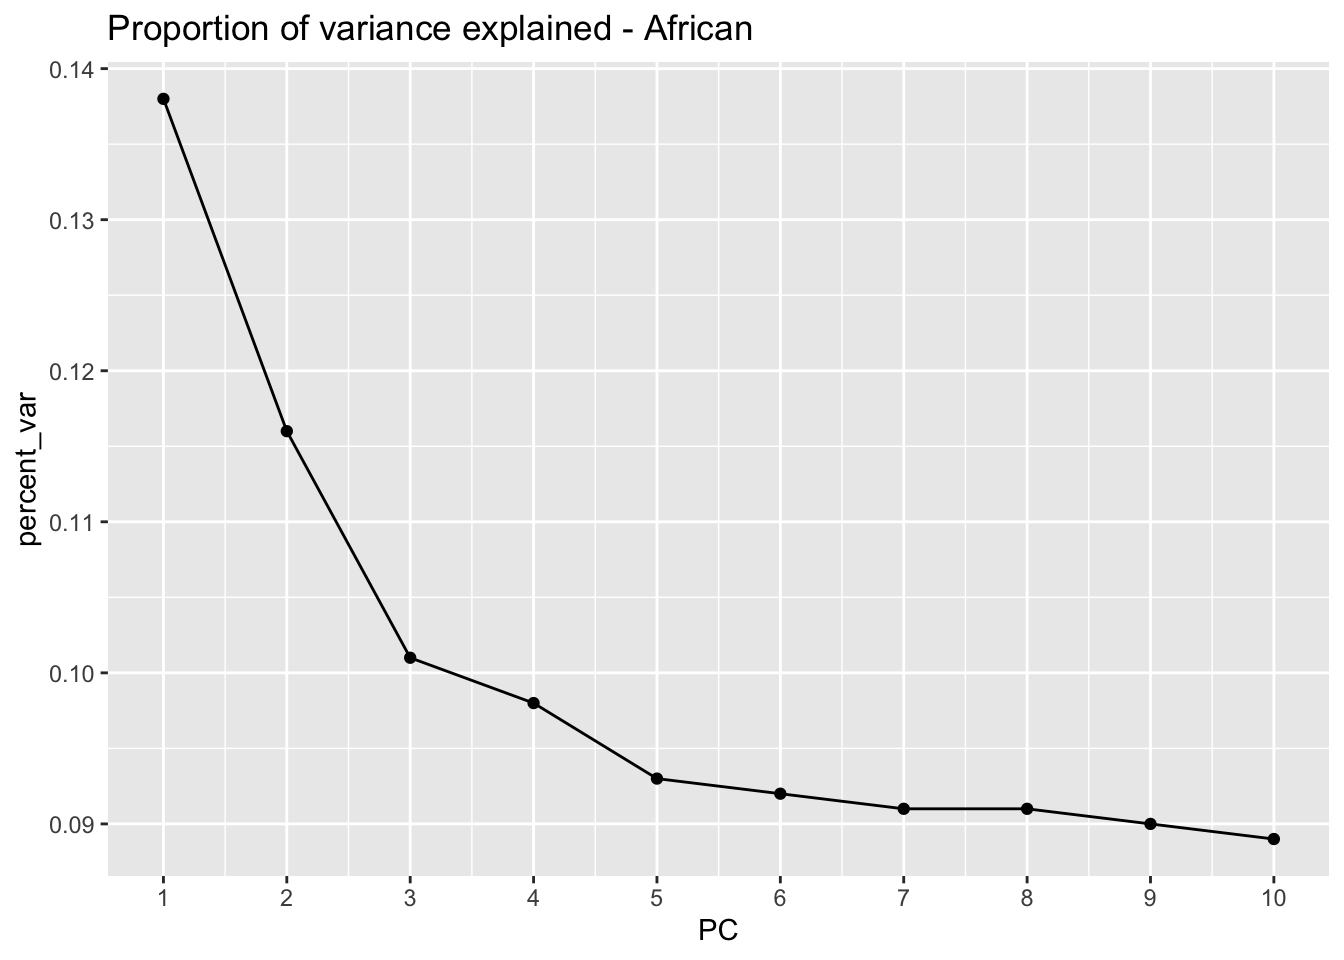 Proportion of variance explained - African
0.14
0.13
0.12
0.11
0.10
0.09
percent_var
1 2 3 4 5 6 7 8 9 10
PC